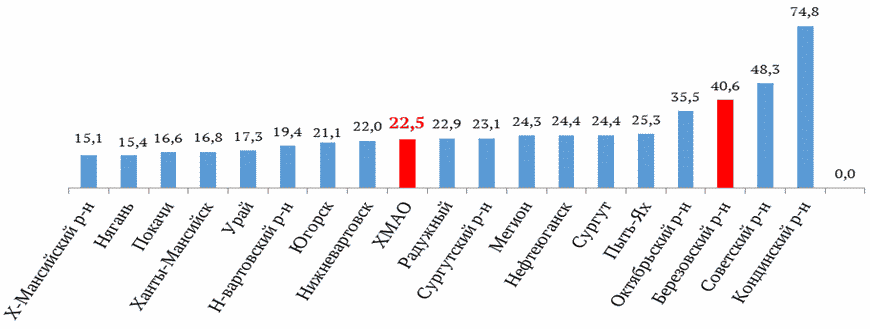 15,1
15,4
16,6
16,8
17,3
19,4
21,1
22,0
22,5
22,9
23,1
24,3
24,4
24,4
25,3
35,5
40,6
48,3
74,8
0,0
Х-Мансийский р-н
Нягань
Покачи
Ханты-Мансийск
Урай
Н-вартовский р-н
Югорск
Нижневартовск
ХМАО
Радужный
Сургутский р-н
Мегион
Нефтеюганск
Сургут
Пыть-Ях
Октябрьский р-н
Березовский р-н
Советский р-н
Кондинский р-н